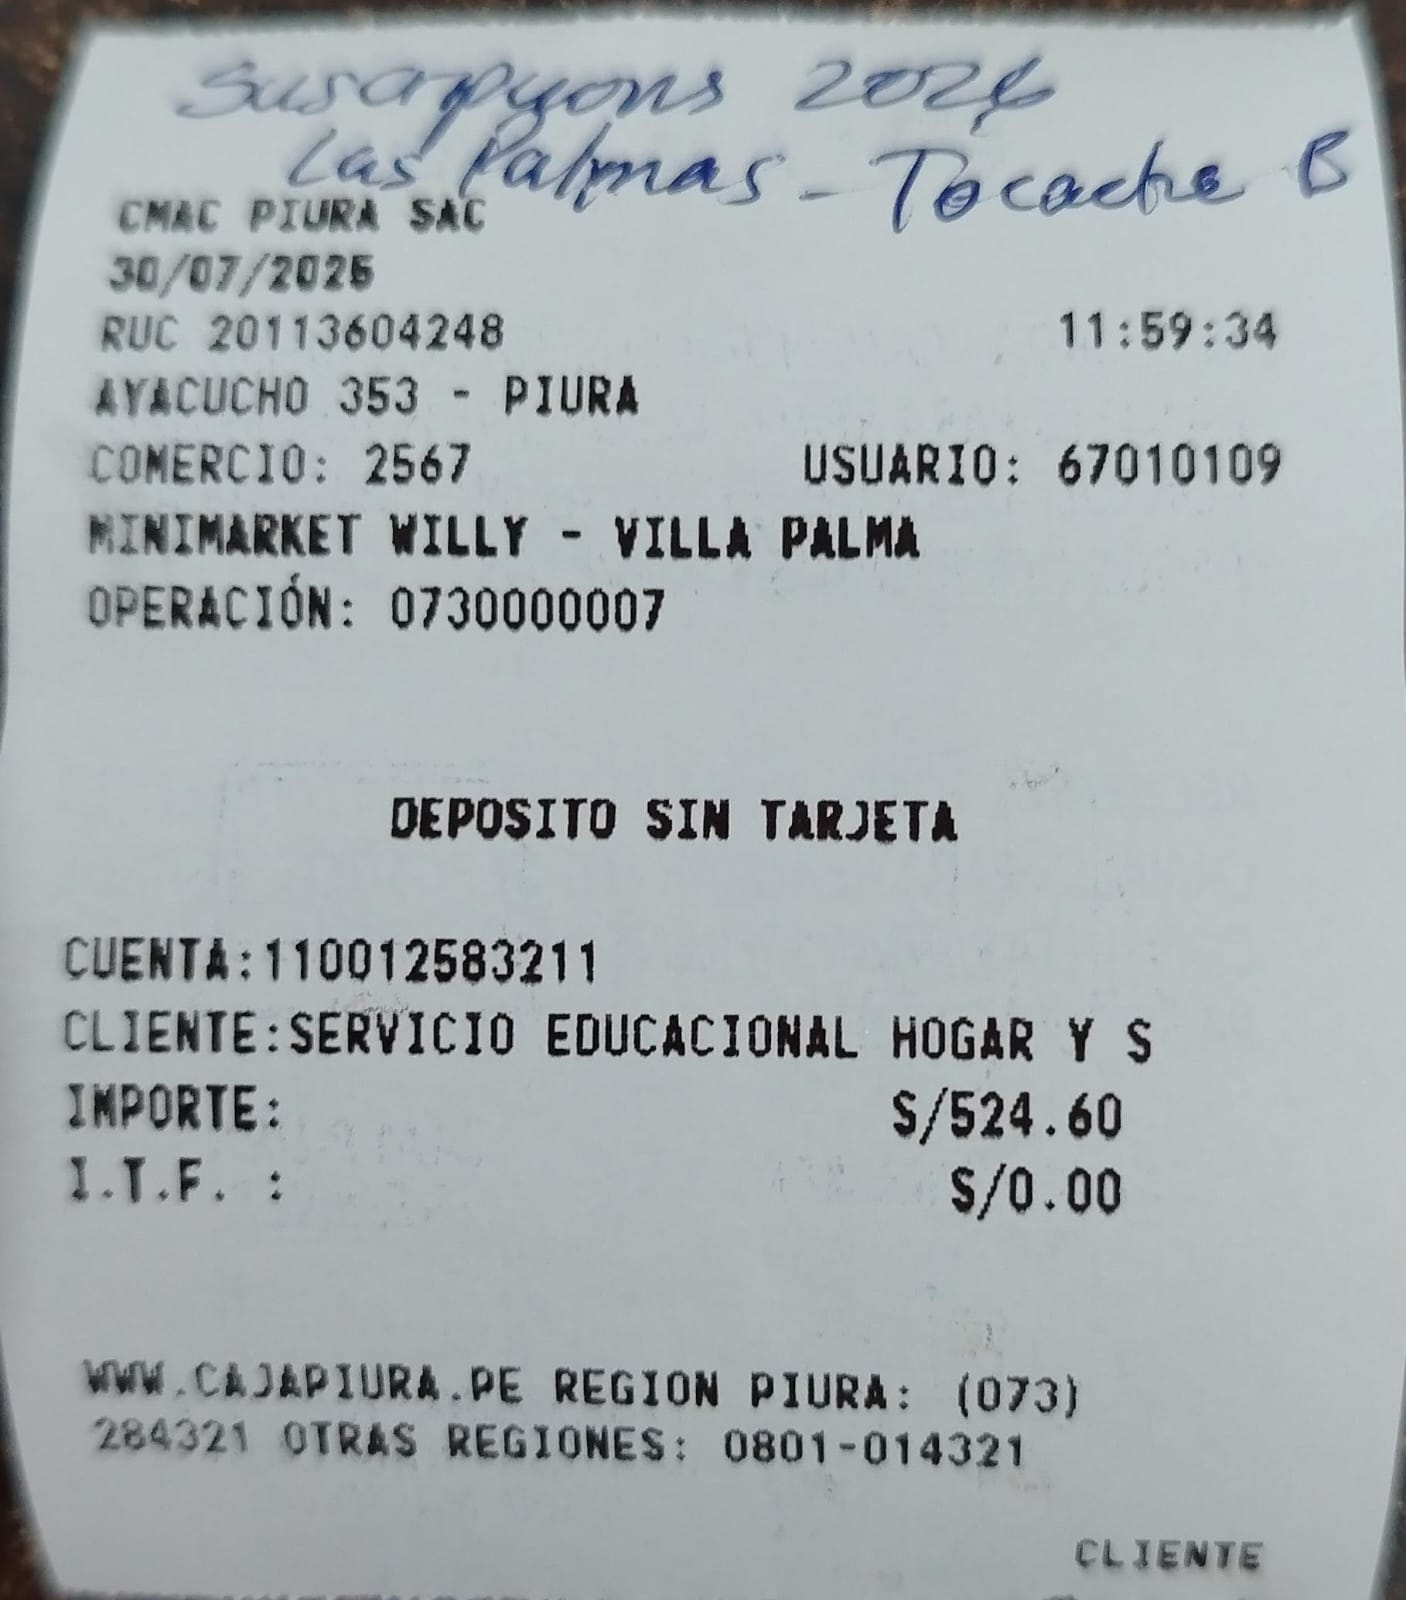 Susapyons 2026
Las Palmas - Tocache B
CMAC PIURA SAC
30/07/2025
RUC 20113604248 11:59:34
AYACUCHO 353 - PIURA
COMERCIO: 2567 USUARIO: 67010109
MINIMARKET WILLY - VILLA PALMA
OPERACIÓN: 0730000007
DEPOSITO SIN TARJETA
CUENTA:110012583211
CLIENTE:SERVICIO EDUCACIONAL HOGAR Y S
IMPORTE: S/524.60
I.T.F. : S/0.00
WWW.CAJAPIURA.PE REGION PIURA: (073)
284321 OTRAS REGIONES: 0801-014321
CLIENTE